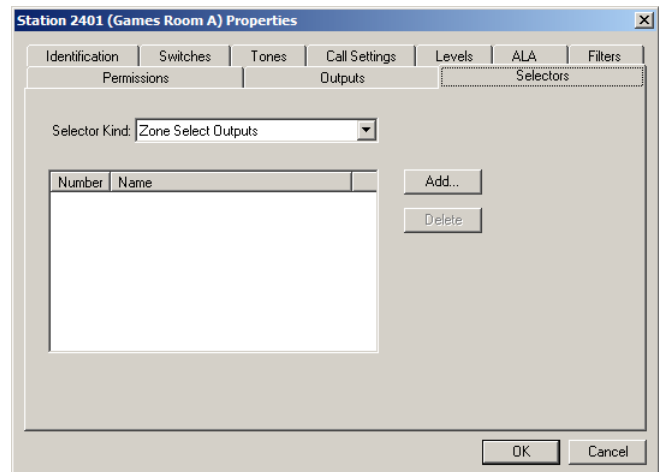 Station 2401 (Games Room A) Properties
Identification Switches Tones Call Settings Levels ALA Filters
Permissions Outputs Selectors
Selector Kind: Zone Select Outputs
Number Name
Add...
Delete
OK Cancel